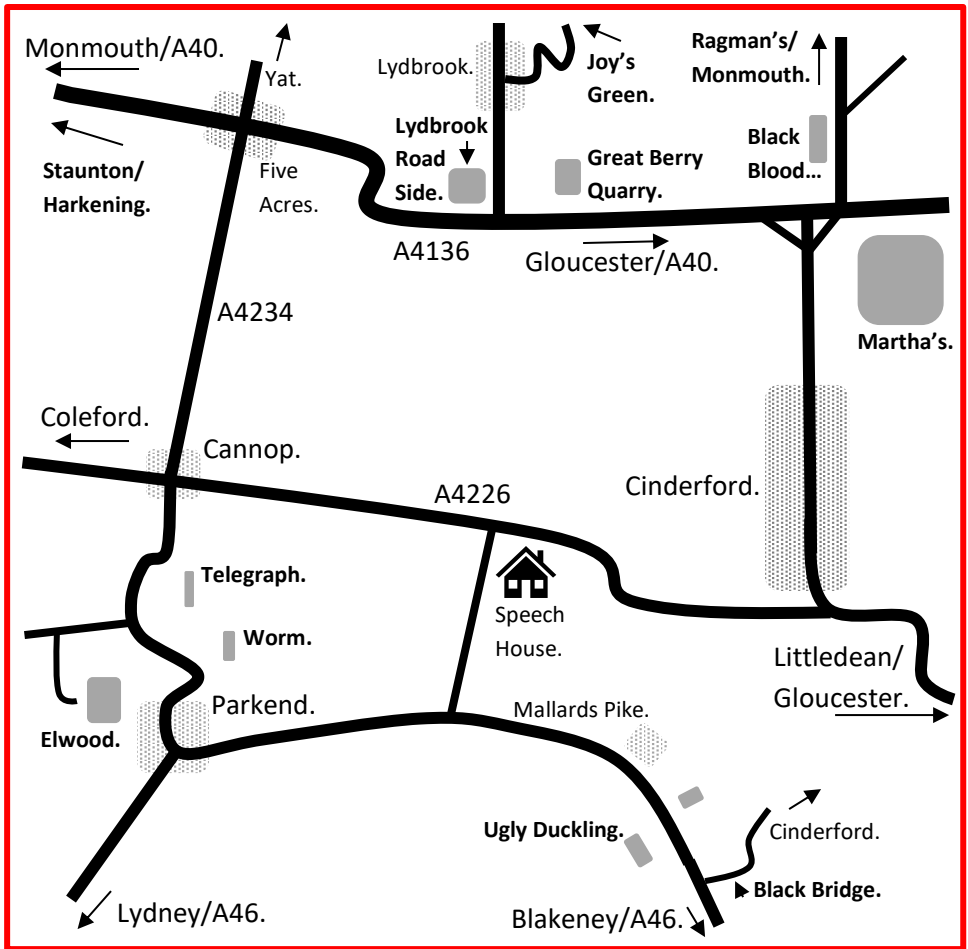 Monmouth/A40.
Yat.
Lydbrook.
Joy's
Green.
Ragman's/
Monmouth.
Staunton/
Harkening.
Five
Acres.
Lydbrook
Road
Side.
Great Berry
Quarry.
Black
Blood...
A4136
Gloucester/A40.
A4234
Martha's.
Coleford.
Cannop.
A4226
Cinderford.
Telegraph.
Speech
House.
Worm.
Littledean/
Gloucester.
Parkend.
Mallards Pike.
Elwood.
Ugly Duckling.
Cinderford.
Black Bridge.
Lydney/A46.
Blakeney/A46.